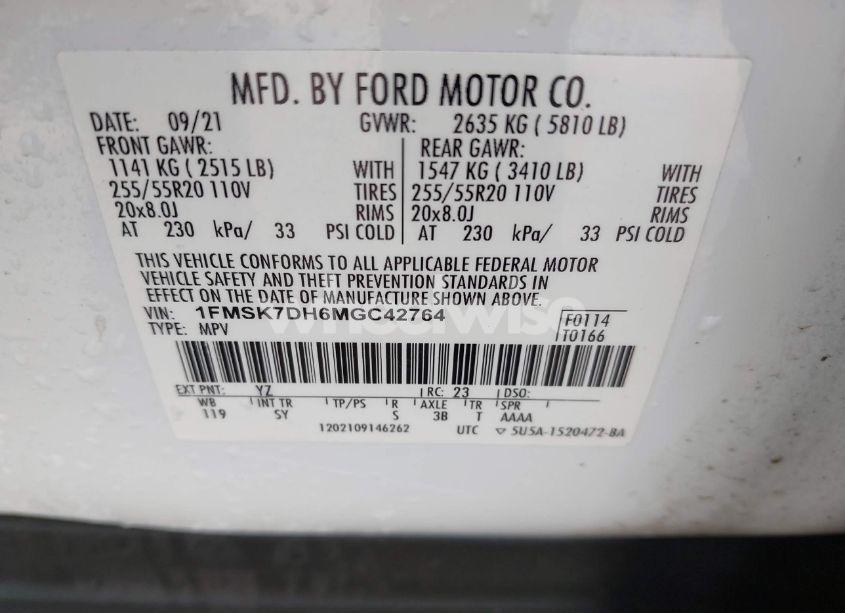 MFD. BY FORD MOTOR CO.
DATE: 09/21 GVWR: 2635 KG ( 5810 LB)
FRONT GAWR: REAR GAWR:
1141 KG ( 2515 LB) WITH 1547 KG ( 3410 LB) WITH
255/55R20 110V TIRES 255/55R20 110V TIRES
20x8.0J RIMS 20x8.0J RIMS
AT 230 kPa/ 33 PSI COLD AT 230 kPa/ 33 PSI COLD
THIS VEHICLE CONFORMS TO ALL APPLICABLE FEDERAL MOTOR
VEHICLE SAFETY AND THEFT PREVENTION STANDARDS IN
EFFECT ON THE DATE OF MANUFACTURE SHOWN ABOVE.
VIN: 1FMSK7DH6MGC42764 F0114
TYPE: MPV T0166
wheelwise
EXT PNT: YZ RC: 23 DSO:
WB INT TR TP/PS R AXLE TR SPR
119 SY S 3B T AAAA
1202109146262 UTC ▽ 5U5A-1520472-BA